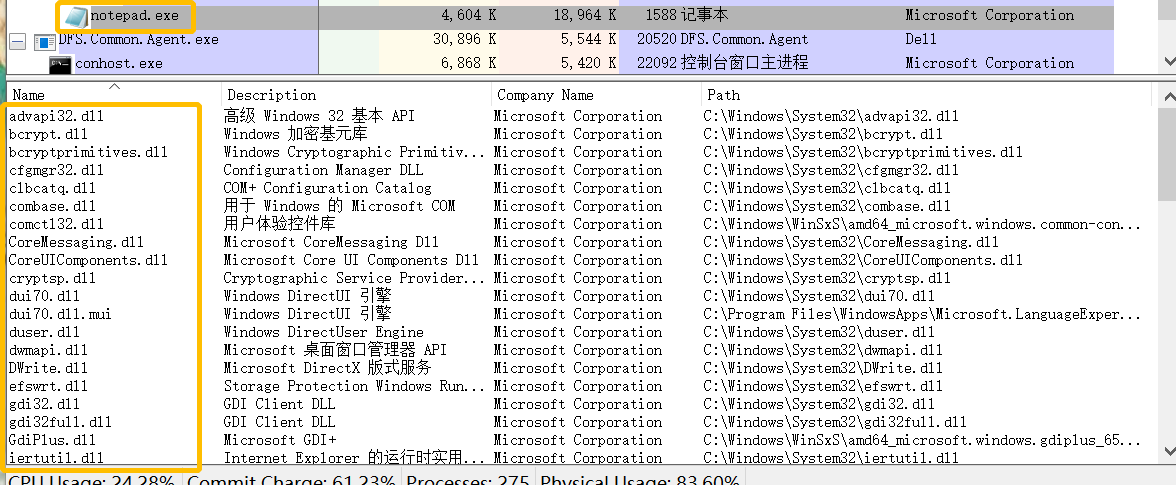 notepad.exe 4,604 K 18,964 K 1588 记事本 Microsoft Corporation
DFS.Common.Agent.exe 30,896 K 5,544 K 20520 DFS.Common.Agent Dell
conhost.exe 6,868 K 5,420 K 22092 控制台窗口主进程 Microsoft Corporation
Name Description Company Name Path
advapi32.dll 高级 Windows 32 基本 API Microsoft Corporation C:\Windows\System32\advapi32.dll
bcrypt.dll Windows 加密基元库 Microsoft Corporation C:\Windows\System32\bcrypt.dll
bcryptprimitives.dll Windows Cryptographic Primitiv... Microsoft Corporation C:\Windows\System32\bcryptprimitives.dll
cfgmgr32.dll Configuration Manager DLL Microsoft Corporation C:\Windows\System32\cfgmgr32.dll
clbcatq.dll COM+ Configuration Catalog Microsoft Corporation C:\Windows\System32\clbcatq.dll
combase.dll 用于 Windows 的 Microsoft COM Microsoft Corporation C:\Windows\System32\combase.dll
comctl32.dll 用户体验控件库 Microsoft Corporation C:\Windows\WinSxS\amd64_microsoft.windows.common-con...
CoreMessaging.dll Microsoft CoreMessaging Dll Microsoft Corporation C:\Windows\System32\CoreMessaging.dll
CoreUIComponents.dll Microsoft Core UI Components Dll Microsoft Corporation C:\Windows\System32\CoreUIComponents.dll
cryptsp.dll Cryptographic Service Provider... Microsoft Corporation C:\Windows\System32\cryptsp.dll
dui70.dll Windows DirectUI 引擎 Microsoft Corporation C:\Windows\System32\dui70.dll
dui70.dll.mui Windows DirectUI 引擎 Microsoft Corporation C:\Program Files\WindowsApps\Microsoft.LanguageExper...
duser.dll Windows DirectUser Engine Microsoft Corporation C:\Windows\System32\duser.dll
dwmapi.dll Microsoft 桌面窗口管理器 API Microsoft Corporation C:\Windows\System32\dwmapi.dll
DWrite.dll Microsoft DirectX 版式服务 Microsoft Corporation C:\Windows\System32\DWrite.dll
efswrt.dll Storage Protection Windows Run... Microsoft Corporation C:\Windows\System32\efswrt.dll
gdi32.dll GDI Client DLL Microsoft Corporation C:\Windows\System32\gdi32.dll
gdi32full.dll GDI Client DLL Microsoft Corporation C:\Windows\System32\gdi32full.dll
GdiPlus.dll Microsoft GDI+ Microsoft Corporation C:\Windows\WinSxS\amd64_microsoft.windows.gdiplus_65...
iertutil.dll Internet Explorer 的运行时实用... Microsoft Corporation C:\Windows\System32\iertutil.dll
CPU Usage: 24.28% Commit Charge: 61.23% Processes: 275 Physical Usage: 83.60%